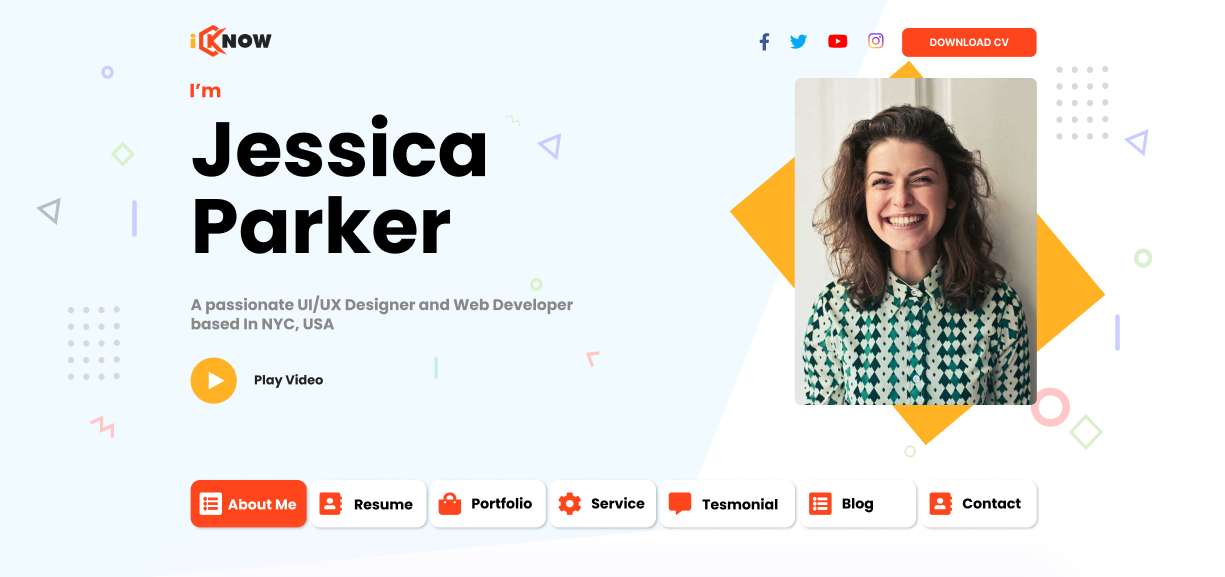 iKNOW
DOWNLOAD CV
I'm
Jessica
Parker
A passionate UI/UX Designer and Web Developer
based In NYC, USA
Play Video
About Me
Resume
Portfolio
Service
Tesmonial
Blog
Contact